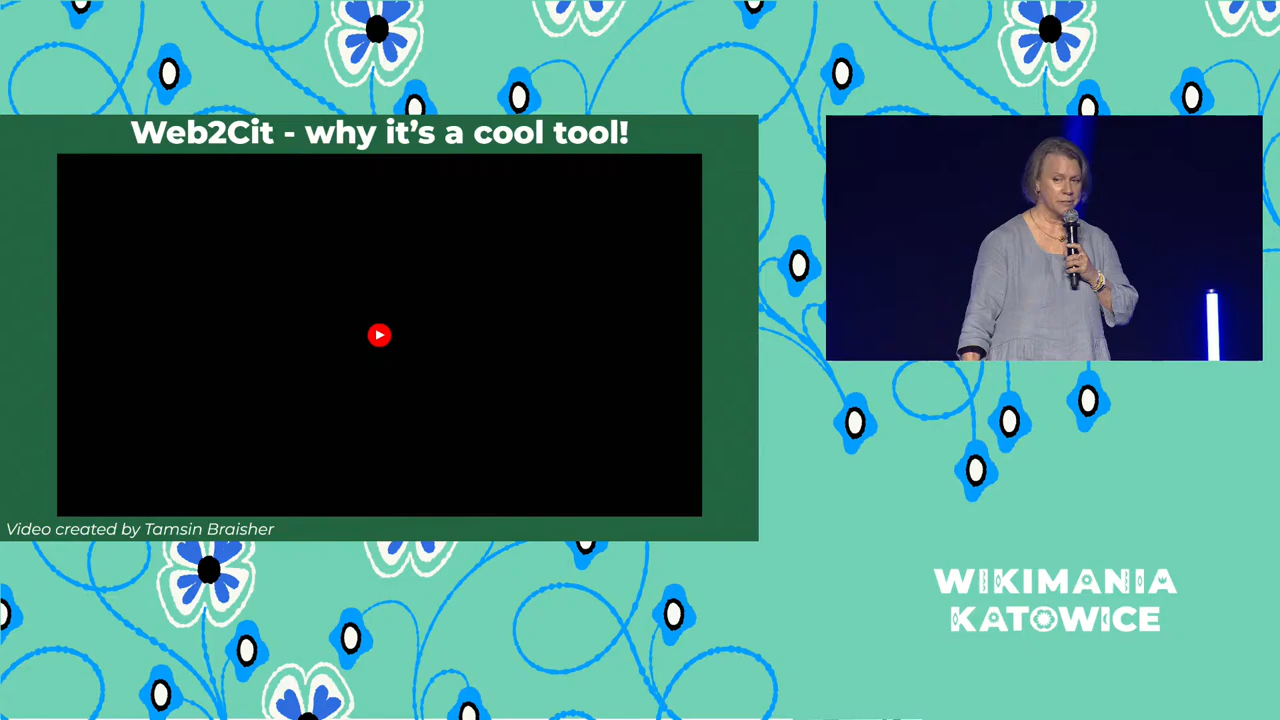 Web2Cit - why it's a cool tool!
Video created by Tamsin Braisher
WIKIMANIA
KATOWICE